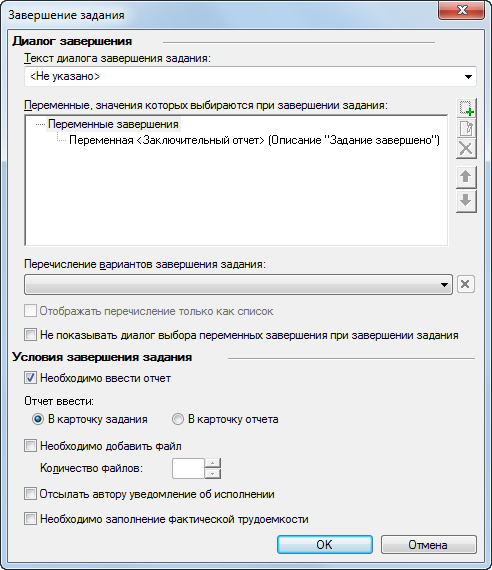 Завершение задания
Диалог завершения
Текст диалога завершения задания:
<Не указано>
Переменные, значения которых выбираются при завершении задания:
Переменные завершения
Переменная <Заключительный отчет> (Описание "Задание завершено")
Перечисление вариантов завершения задания:
Отображать перечисление только как список
Не показывать диалог выбора переменных завершения при завершении задания
Условия завершения задания
Необходимо ввести отчет
Отчет ввести:
В карточку задания В карточку отчета
Необходимо добавить файл
Количество файлов:
Отсылать автору уведомление об исполнении
Необходимо заполнение фактической трудоемкости
OK Отмена